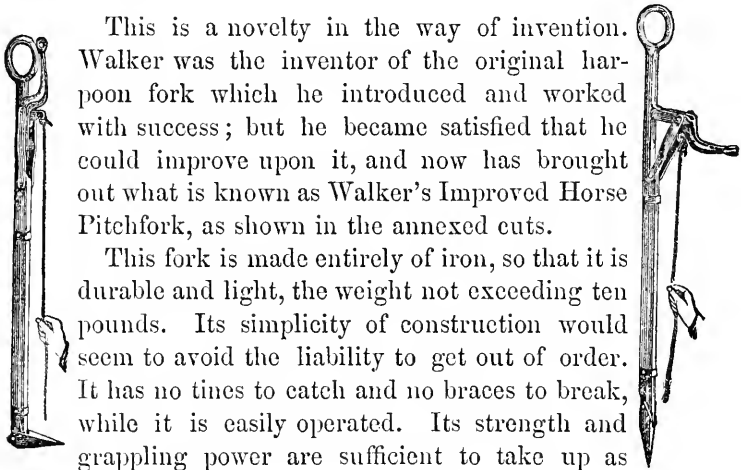 This is a novelty in the way of invention.
Walker was the inventor of the original har-
poon fork which he introduced and worked
with success; but he became satisfied that he
could improve upon it, and now has brought
out what is known as Walker's Improved Horse
Pitchfork, as shown in the annexed cuts.
This fork is made entirely of iron, so that it is
durable and light, the weight not exceeding ten
pounds. Its simplicity of construction would
seem to avoid the liability to get out of order.
It has no tines to catch and no braces to break,
while it is easily operated. Its strength and
grappling power are sufficient to take up as